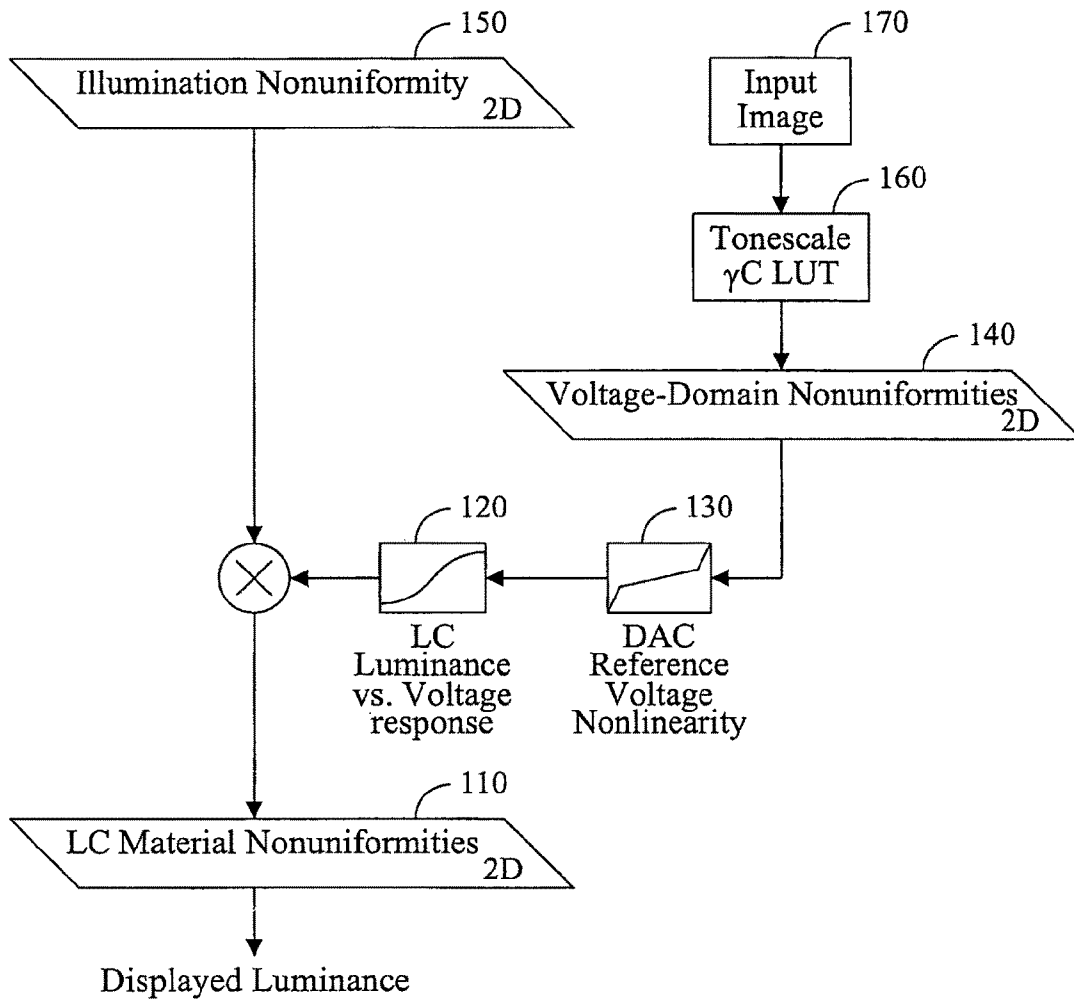 150
Illumination Nonuniformity
2D
170
Input
Image
160
Tonescale
γC LUT
140
Voltage-Domain Nonuniformities
2D
120
LC
Luminance
vs. Voltage
response
130
DAC
Reference
Voltage
Nonlinearity
110
LC Material Nonuniformities
2D
Displayed Luminance